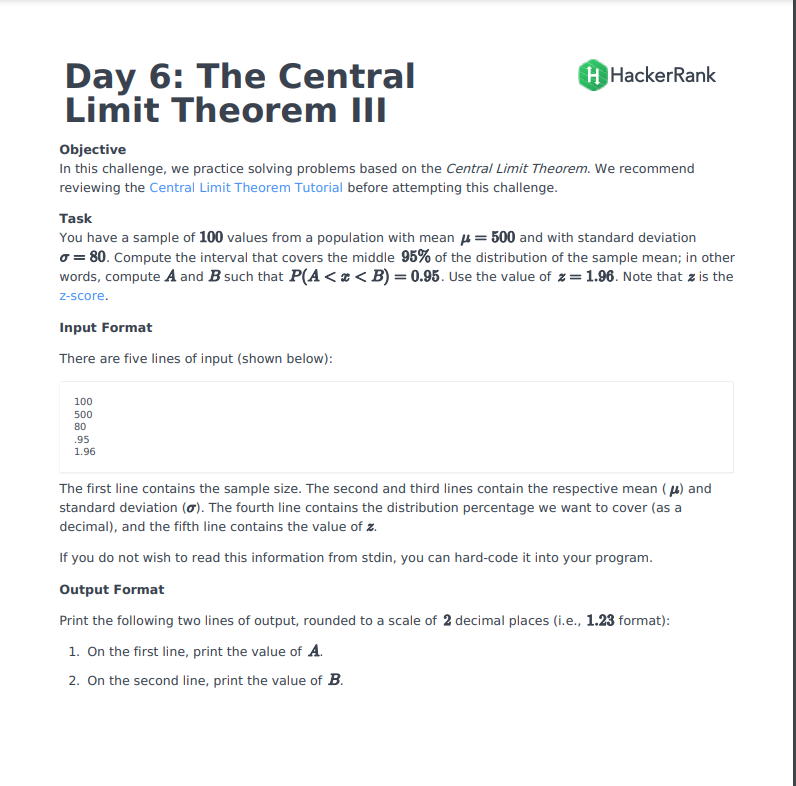 Day 6: The Central
Limit Theorem III
HackerRank
Objective
In this challenge, we practice solving problems based on the Central Limit Theorem. We recommend
reviewing the Central Limit Theorem Tutorial before attempting this challenge.
Task
You have a sample of 100 values from a population with mean μ = 500 and with standard deviation
σ = 80. Compute the interval that covers the middle 95% of the distribution of the sample mean; in other
words, compute A and B such that P(A < x < B) = 0.95. Use the value of z = 1.96. Note that z is the
z-score.
Input Format
There are five lines of input (shown below):
100
500
80
.95
1.96
The first line contains the sample size. The second and third lines contain the respective mean (μ) and
standard deviation (σ). The fourth line contains the distribution percentage we want to cover (as a
decimal), and the fifth line contains the value of z.
If you do not wish to read this information from stdin, you can hard-code it into your program.
Output Format
Print the following two lines of output, rounded to a scale of 2 decimal places (i.e., 1.23 format):
1. On the first line, print the value of A.
2. On the second line, print the value of B.